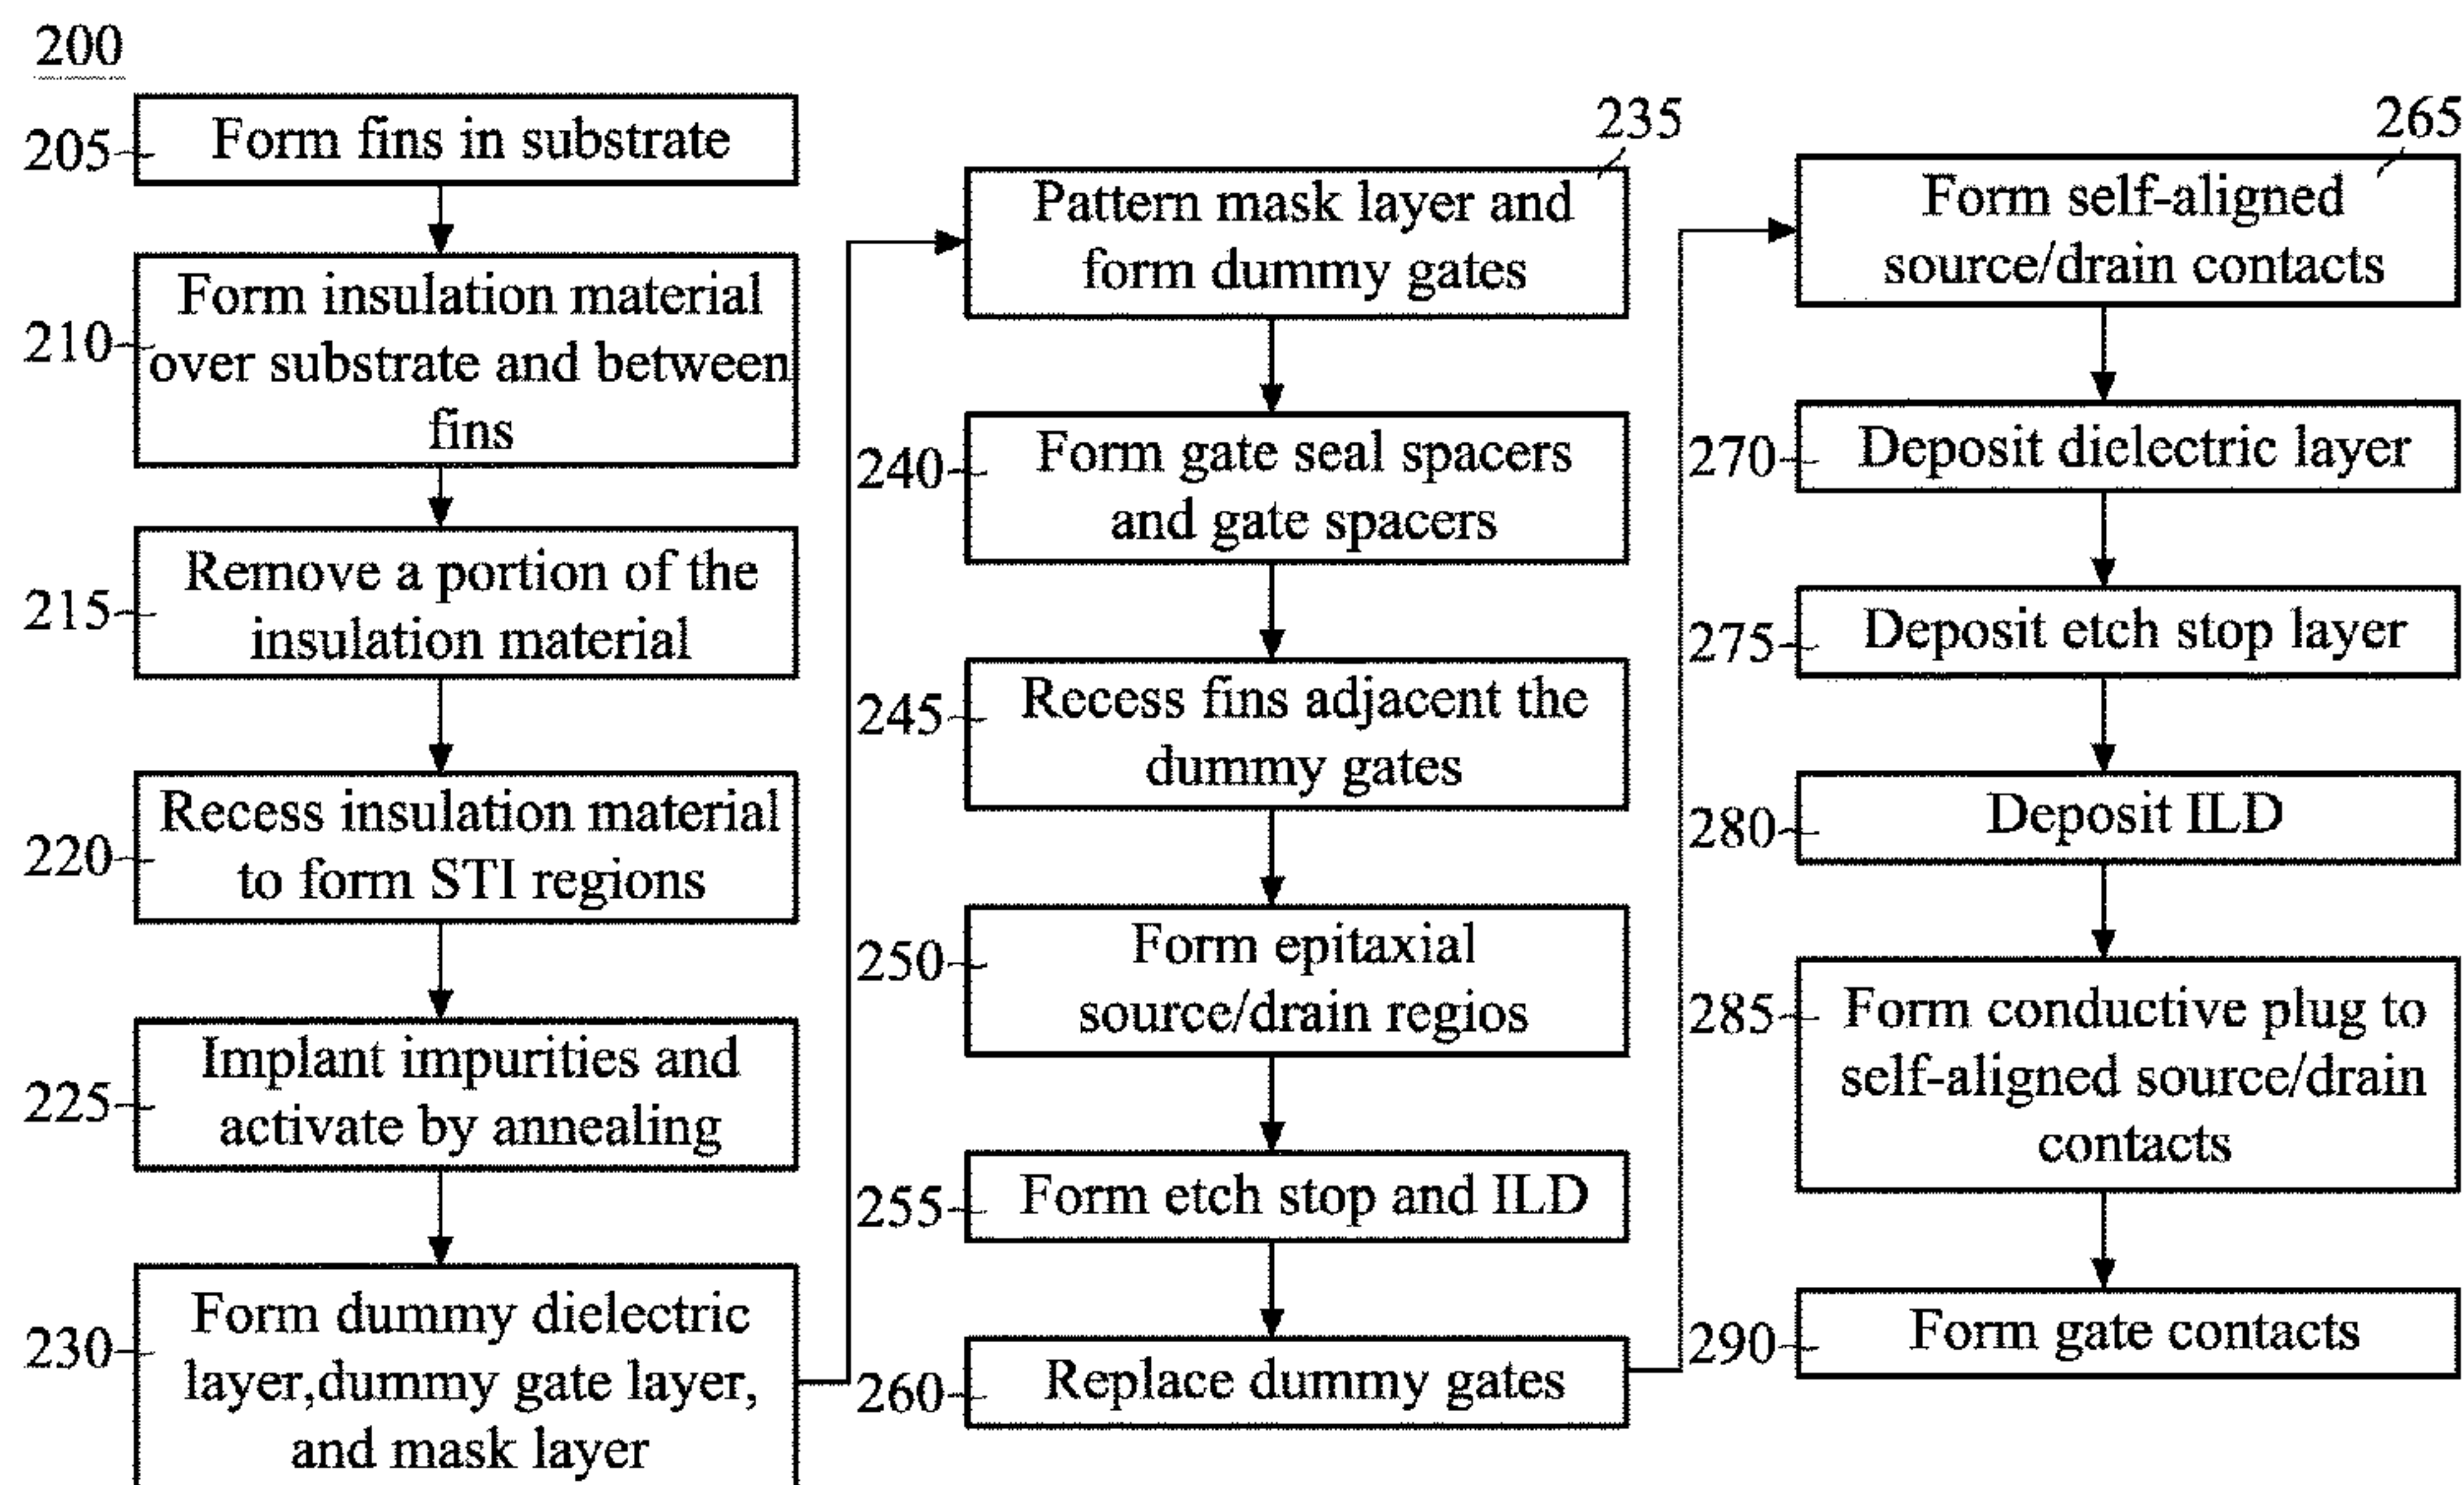 200
205
Form fins in substrate
210
Form insulation material
over substrate and between
fins
215
Remove a portion of the
insulation material
220
Recess insulation material
to form STI regions
225
Implant impurities and
activate by annealing
230
Form dummy dielectric
layer,dummy gate layer,
and mask layer
235
Pattern mask layer and
form dummy gates
240
Form gate seal spacers
and gate spacers
245
Recess fins adjacent the
dummy gates
250
Form epitaxial
source/drain regios
255
Form etch stop and ILD
260
Replace dummy gates
265
Form self-aligned
source/drain contacts
270
Deposit dielectric layer
275
Deposit etch stop layer
280
Deposit ILD
285
Form conductive plug to
self-aligned source/drain
contacts
290
Form gate contacts